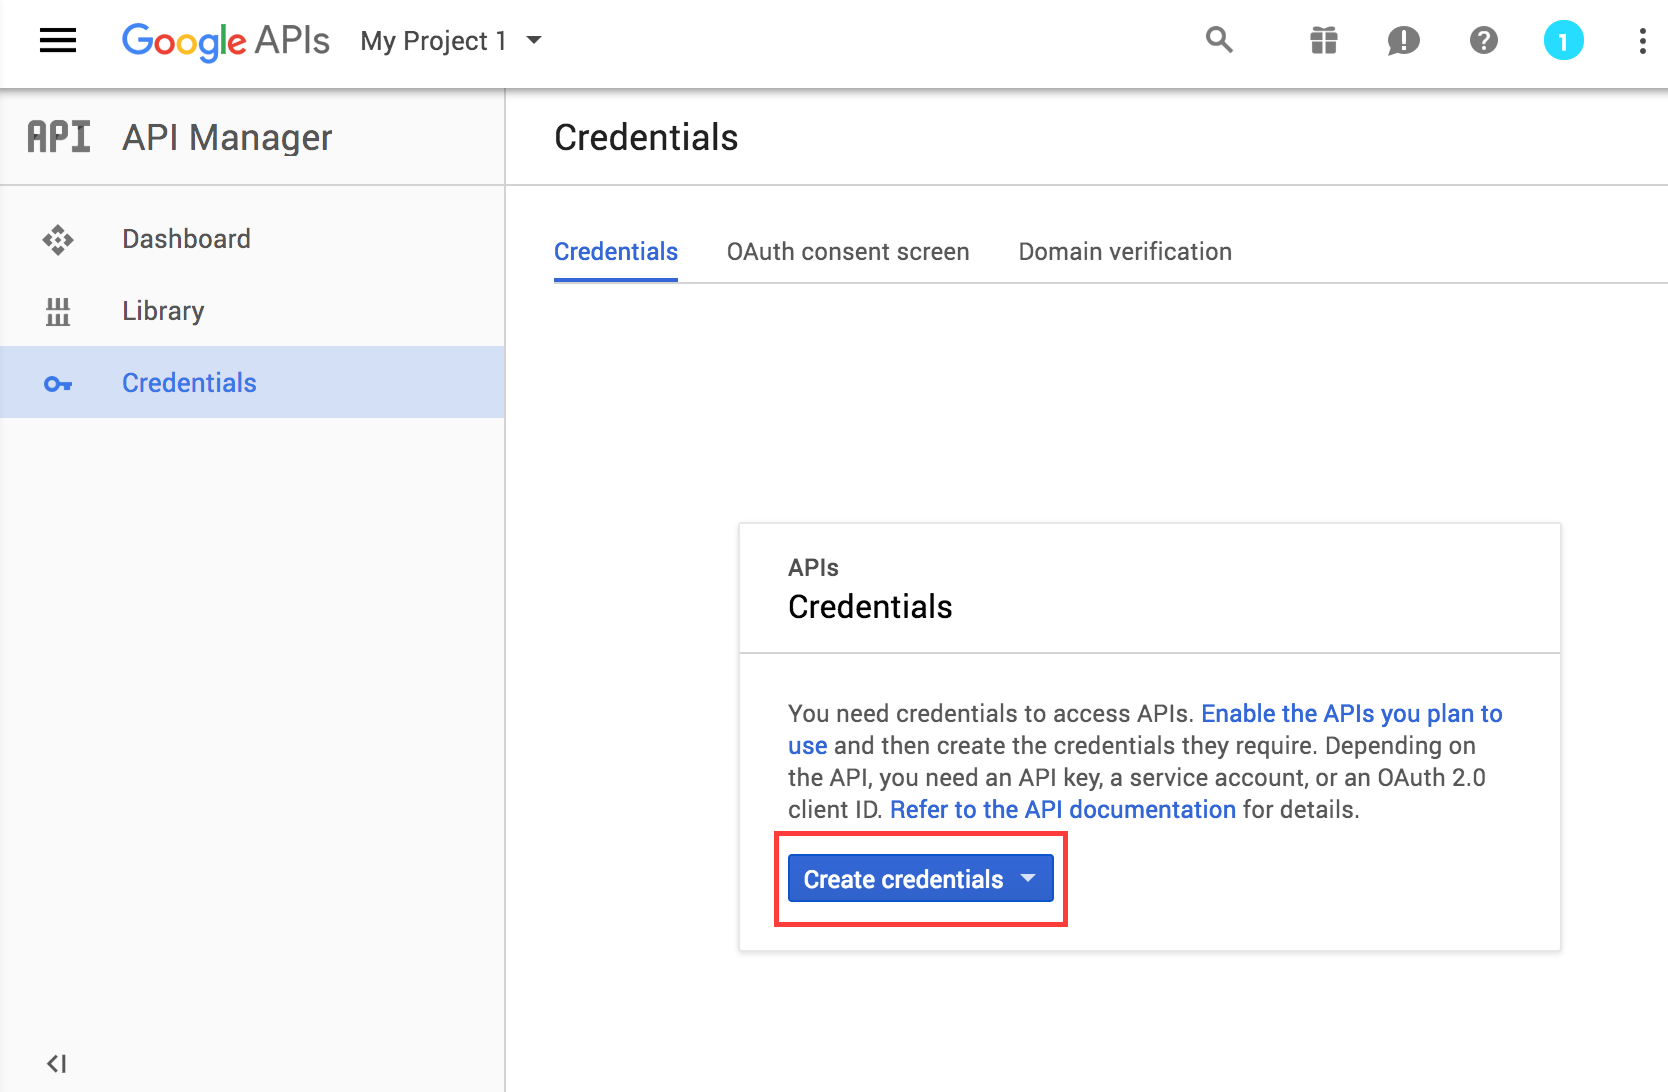 Google APIs My Project 1
1
API API Manager
Credentials
Dashboard
Library
Credentials
Credentials OAuth consent screen Domain verification
APIs
Credentials
You need credentials to access APIs. Enable the APIs you plan to
use and then create the credentials they require. Depending on
the API, you need an API key, a service account, or an OAuth 2.0
client ID. Refer to the API documentation for details.
Create credentials